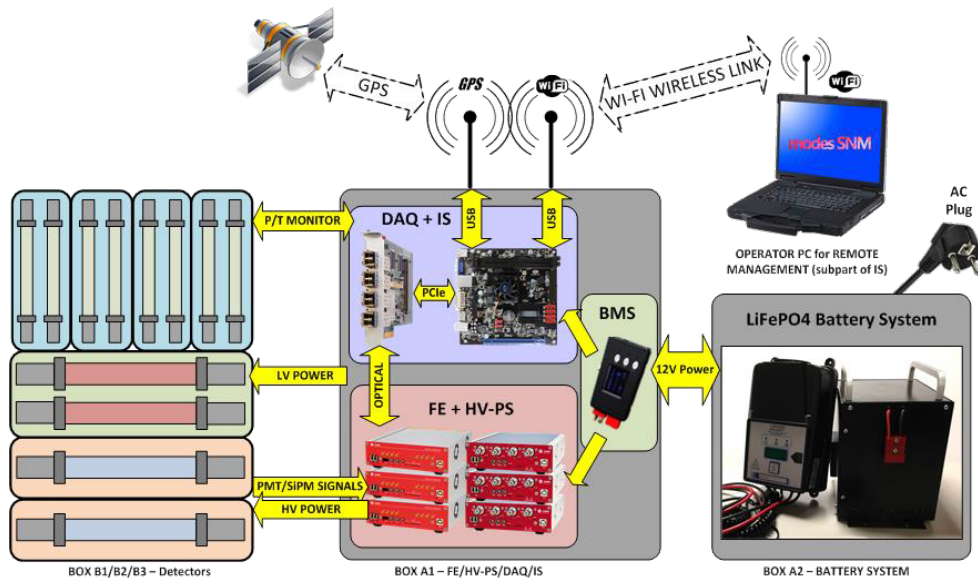 GPS
GPS
WiFi
WI-FI WIRELESS LINK
WiFi
modes SNM
AC
Plug
OPERATOR PC for REMOTE
MANAGEMENT (subpart of IS)
P/T MONITOR
DAQ + IS
USB
USB
PCIe
BMS
LiFePO4 Battery System
LV POWER
OPTICAL
12V Power
FE + HV-PS
PMT/SiPM SIGNALS
HV POWER
BOX B1/B2/B3 – Detectors
BOX A1 – FE/HV-PS/DAQ/IS
BOX A2 – BATTERY SYSTEM